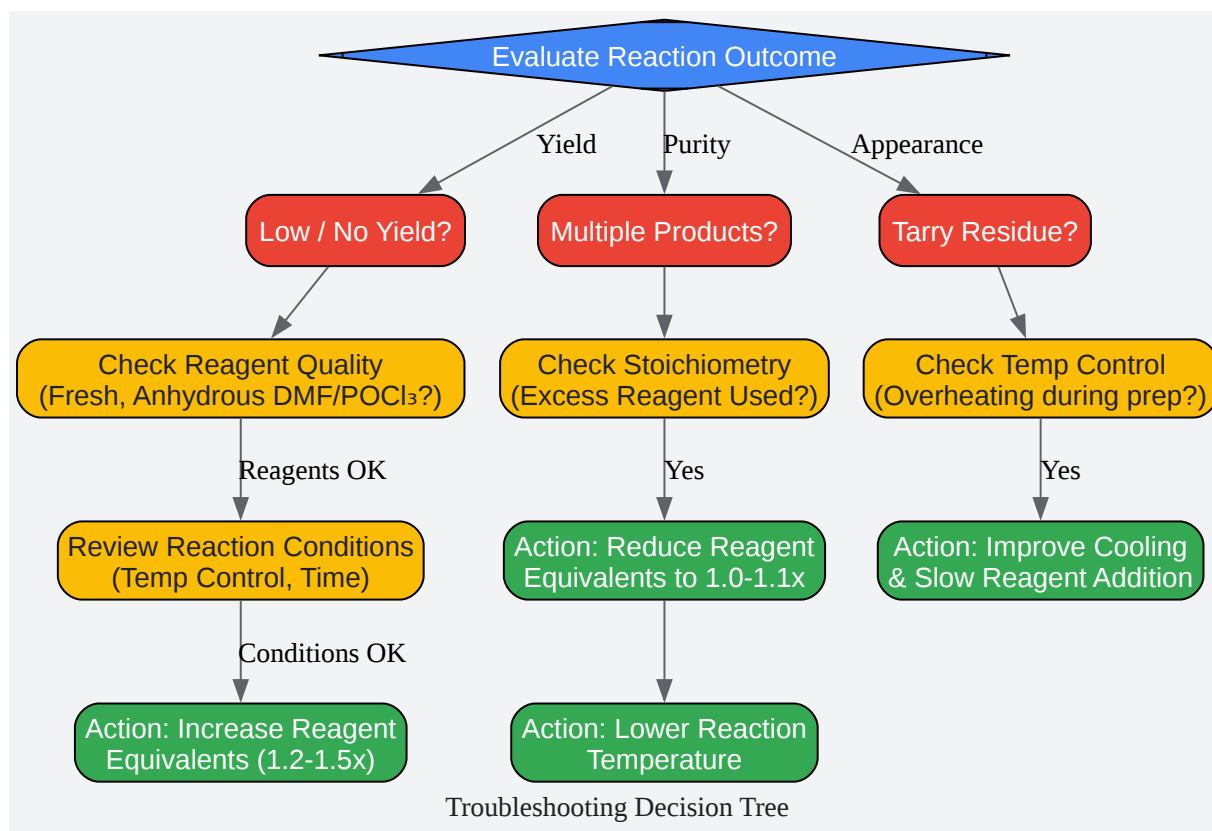 Evaluate Reaction Outcome
Yield
Purity
Appearance
Low / No Yield?
Multiple Products?
Tarry Residue?
Check Reagent Quality
(Fresh, Anhydrous DMF/POCl₃?)
Check Stoichiometry
(Excess Reagent Used?)
Check Temp Control
(Overheating during prep?)
Reagents OK
Yes
Yes
Review Reaction Conditions
(Temp Control, Time)
Action: Reduce Reagent
Equivalents to 1.0-1.1x
Action: Improve Cooling
& Slow Reagent Addition
Conditions OK
Action: Increase Reagent
Equivalents (1.2-1.5x)
Action: Lower Reaction
Temperature
Troubleshooting Decision Tree